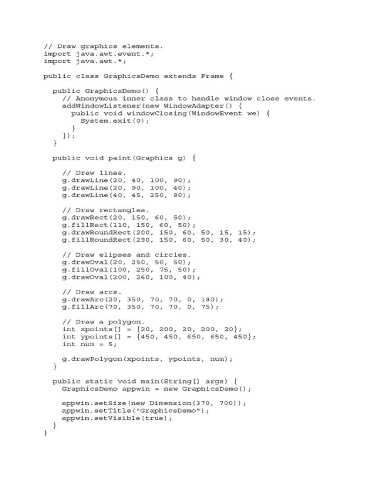 // Draw graphics elements.
import java.awt.event.*;
import java.awt.*;
public class GraphicsDemo extends Frame {
public GraphicsDemo() {
// Anonymous inner class to handle window close events.
addWindowListener(new WindowAdapter() {
public void windowClosing(WindowEvent we) {
System.exit(0);
}
});
}
public void paint(Graphics g) {
// Draw lines.
g.drawLine(20, 40, 100, 90);
g.drawLine(20, 90, 100, 40);
g.drawLine(40, 45, 250, 80);
// Draw rectangles.
g.drawRect(20, 150, 60, 50);
g.fillRect(110, 150, 60, 50);
g.drawRoundRect(200, 150, 60, 50, 15, 15);
g.fillRoundRect(290, 150, 60, 50, 30, 40);
// Draw elipses and circles.
g.drawOval(20, 250, 50, 50);
g.fillOval(100, 250, 75, 50);
g.drawOval(200, 260, 100, 40);
// Draw arcs.
g.drawArc(20, 350, 70, 70, 0, 180);
g.fillArc(70, 350, 70, 70, 0, 75);
// Draw a polygon.
int xpoints[] = {20, 200, 20, 200, 20};
int ypoints[] = {450, 450, 650, 650, 450};
int num = 5;
g.drawPolygon(xpoints, ypoints, num);
}
public static void main(String[] args) {
GraphicsDemo appwin = new GraphicsDemo();
appwin.setSize(new Dimension(370, 700));
appwin.setTitle("GraphicsDemo");
appwin.setVisible(true);
}
}